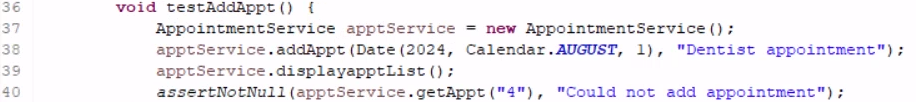 36 void testAddAppt() {
37 AppointmentService apptService = new AppointmentService();
38 apptService.addAppt(Date(2024, Calendar.AUGUST, 1), "Dentist appointment");
39 apptService.displayapptList();
40 assertNotNull(apptService.getAppt("4"), "Could not add appointment");